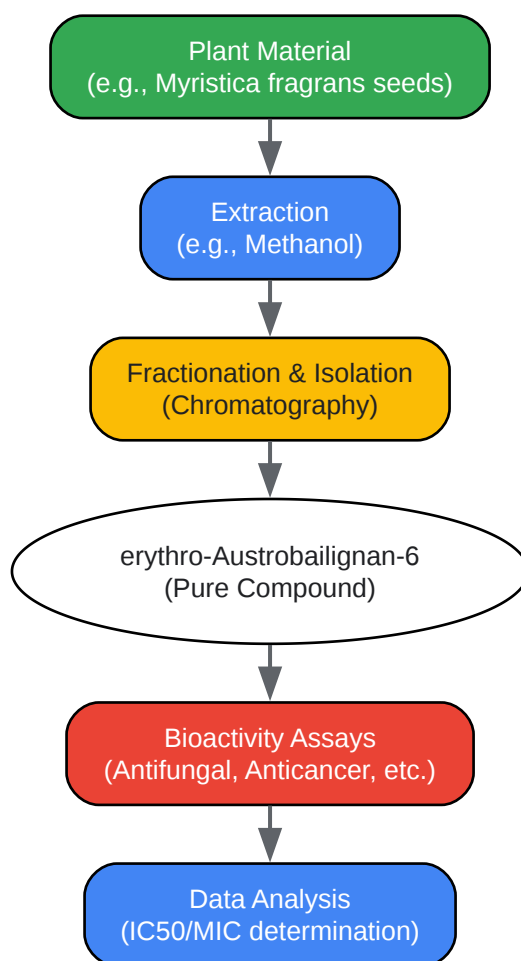 Plant Material
(e.g., Myristica fragrans seeds)
Extraction
(e.g., Methanol)
Fractionation & Isolation
(Chromatography)
erythro-Austrobailignan-6
(Pure Compound)
Bioactivity Assays
(Antifungal, Anticancer, etc.)
Data Analysis
(IC50/MIC determination)